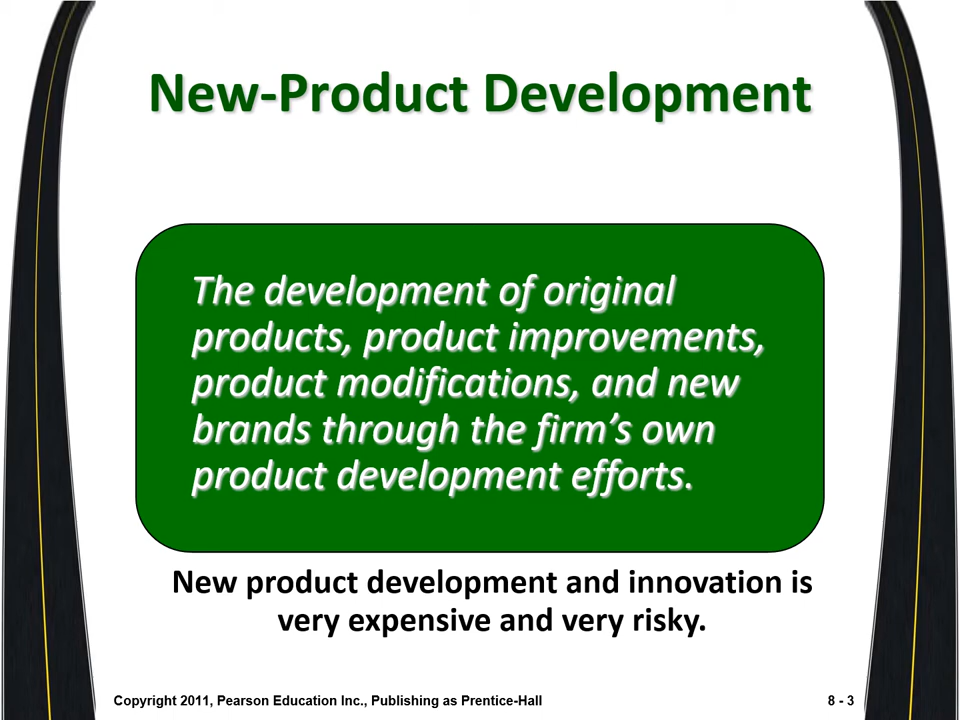 New-Product Development
The development of original
products, product improvements,
product modifications, and new
brands through the firm’s own
product development efforts.
New product development and innovation is
very expensive and very risky.
Copyright 2011, Pearson Education Inc., Publishing as Prentice-Hall
8 - 3